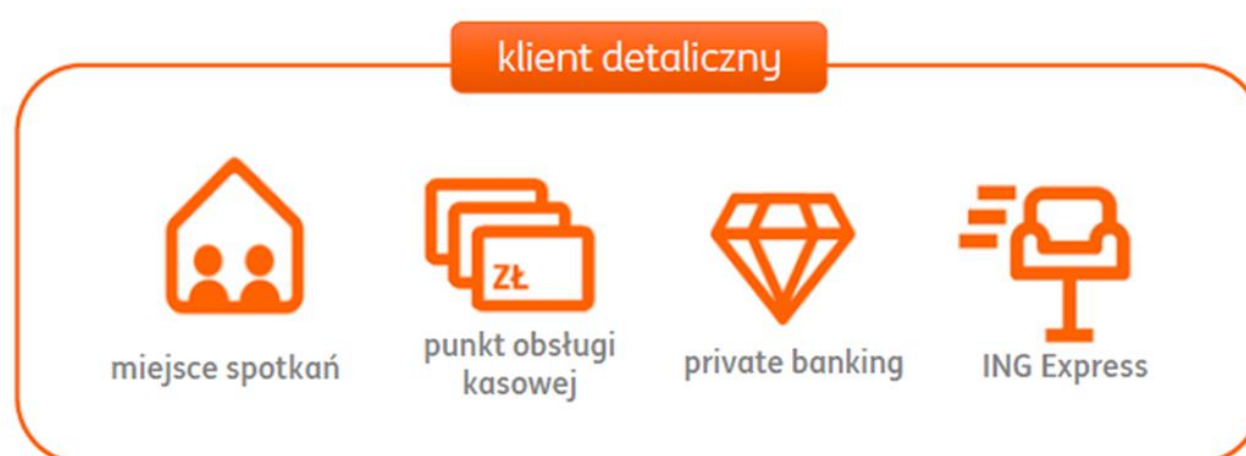 klient detaliczny
ZŁ
miejsce spotkań
punkt obsługi
kasowej
private banking
ING Express